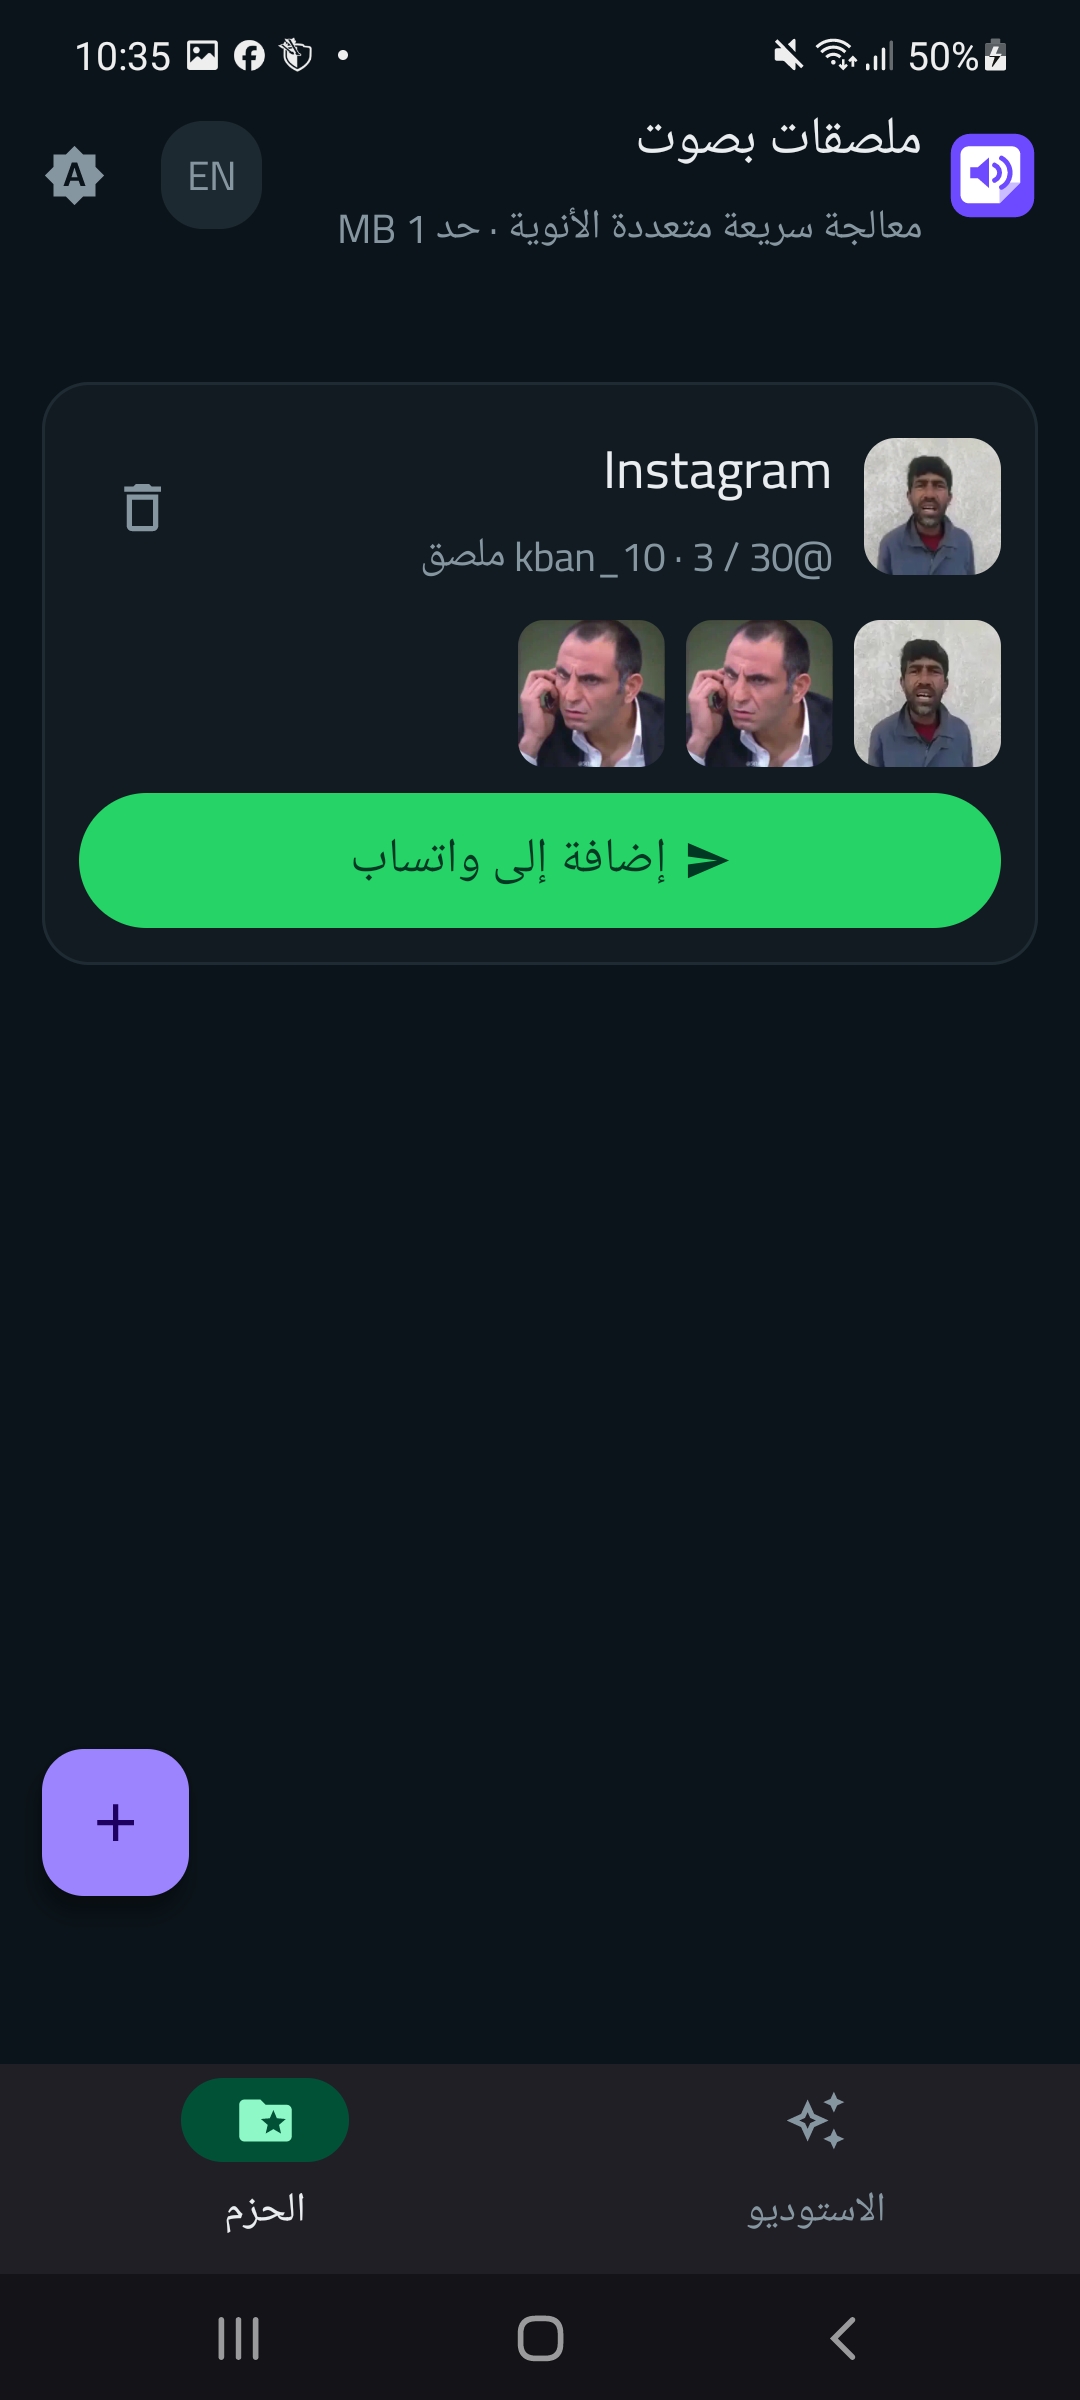 10:35
50%
ملصقات بصوت
EN
معالجة سريعة متعددة الأنوية · حد 1 MB
Instagram
@kban_10 · 3 / 30 ملصق
إضافة إلى واتساب
الاستوديو
الحزم